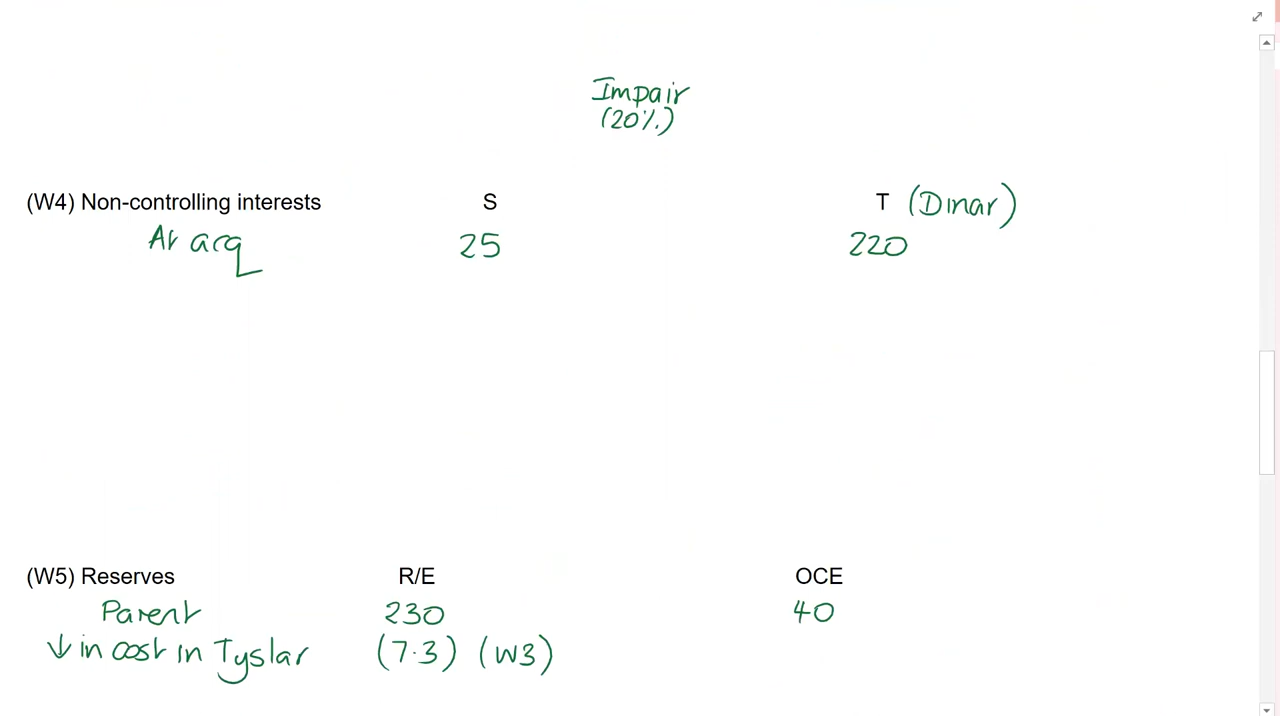 Impair
(20%)
(W4) Non-controlling interests S T (Dinar)
At acq 25 220
(W5) Reserves R/E OCE
Parent 230 40
↓ in cost in Tyslar (7.3) (W3)